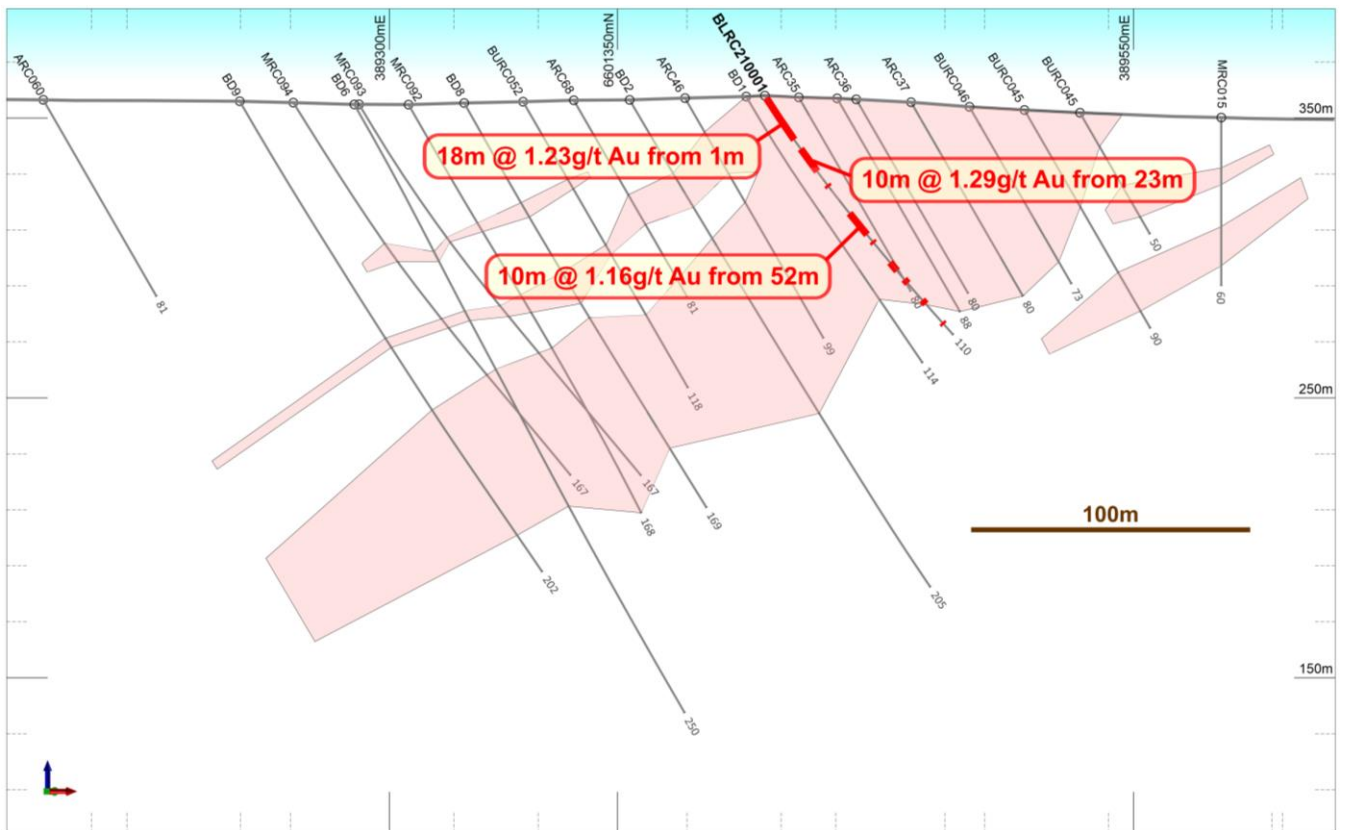 ARC060
BD9
MRC094
BD6
MRC093
389300mE
MRC092
BD8
BURC052
ARC68
6601350mN
BD2
ARC46
BD1
BLRC210001
ARC35
ARC36
ARC37
BURC046
BURC045
BURC045
389550mE
MRC015
350m
18m @ 1.23g/t Au from 1m
10m @ 1.29g/t Au from 23m
10m @ 1.16g/t Au from 52m
50
81
81
80
80
88
80
73
60
99
110
90
114
118
250m
167
167
168
169
100m
202
205
150m
250